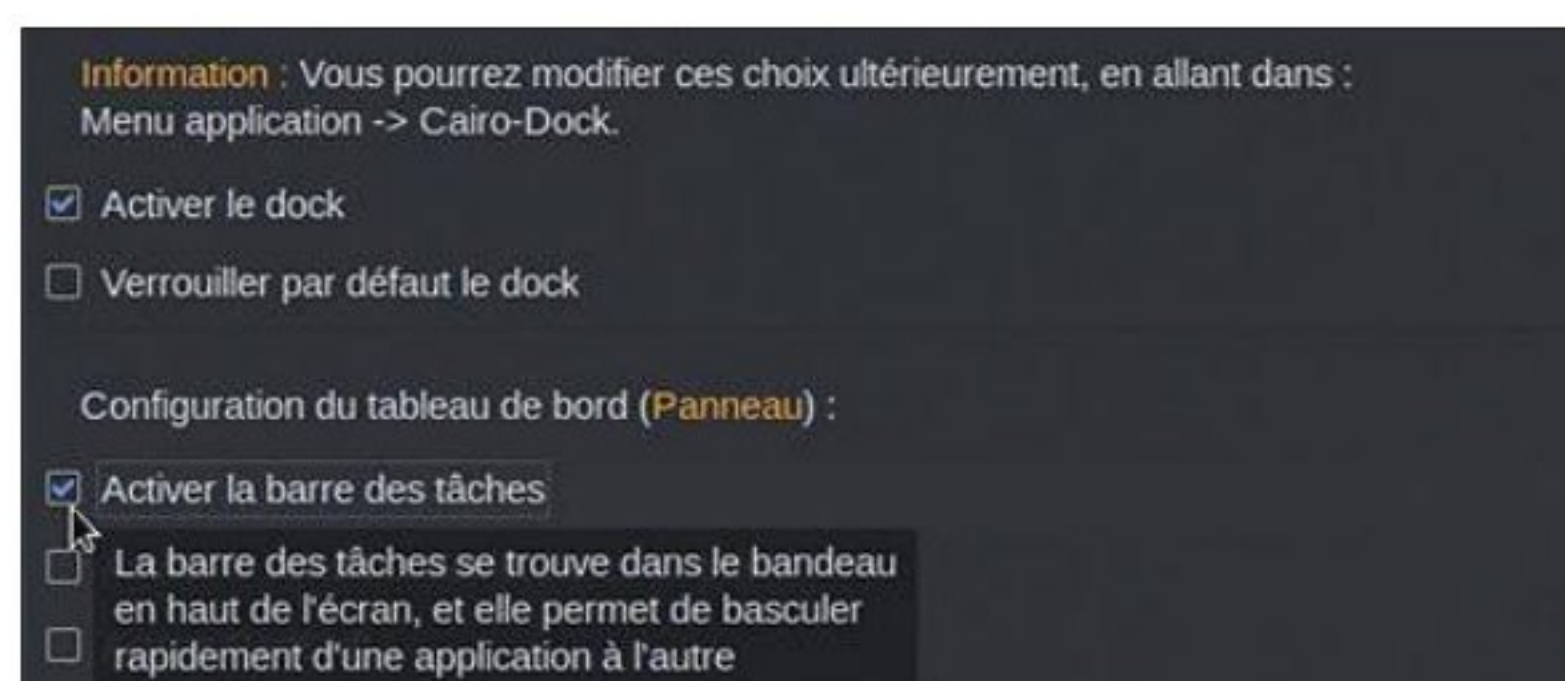 Information : Vous pourrez modifier ces choix ultérieurement, en allant dans :
Menu application -> Cairo-Dock.
Activer le dock
Verrouiller par défaut le dock
Configuration du tableau de bord (Panneau) :
Activer la barre des tâches
La barre des tâches se trouve dans le bandeau
en haut de l'écran, et elle permet de basculer
rapidement d'une application à l'autre